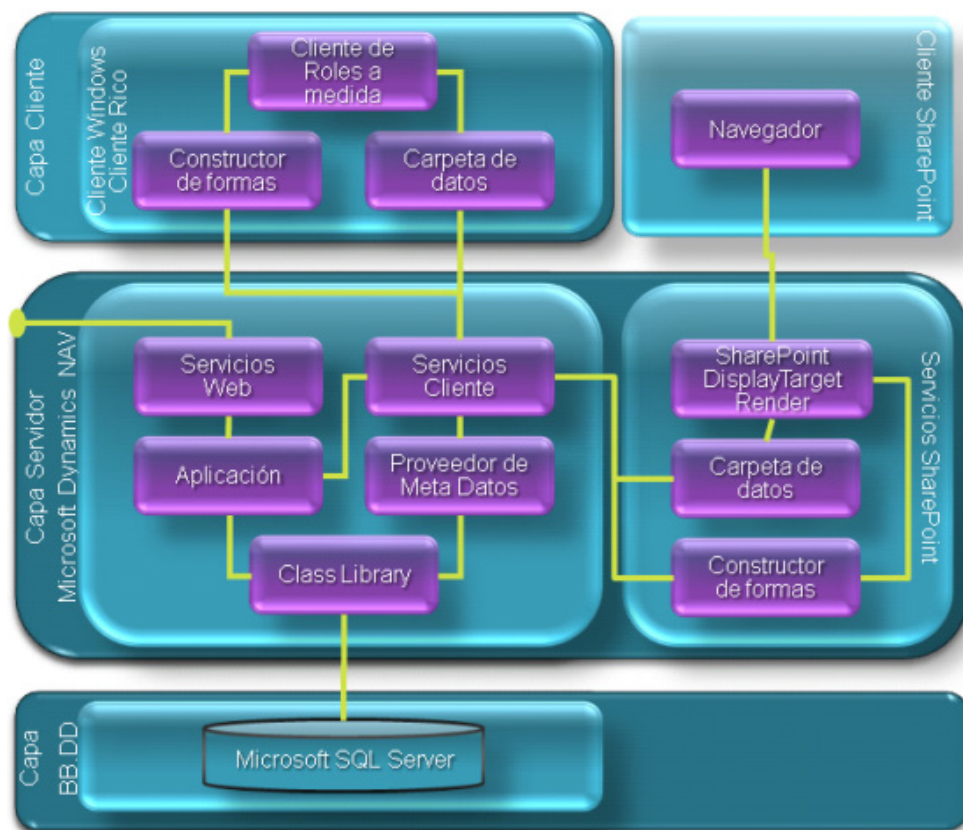 Capa Cliente
Cliente Windows
Cliente Rico
Cliente de
Roles a
medida
Constructor
de formas
Carpeta de
datos
Cliente SharePoint
Navegador
Capa Servidor
Microsoft Dynamics NAV
Servicios
Web
Servicios
Cliente
Aplicación
Proveedor de
Meta Datos
Class Library
Servicios SharePoint
SharePoint
DisplayTarget
Render
Carpeta de
datos
Constructor
de formas
Capa
BB.DD
Microsoft SQL Server